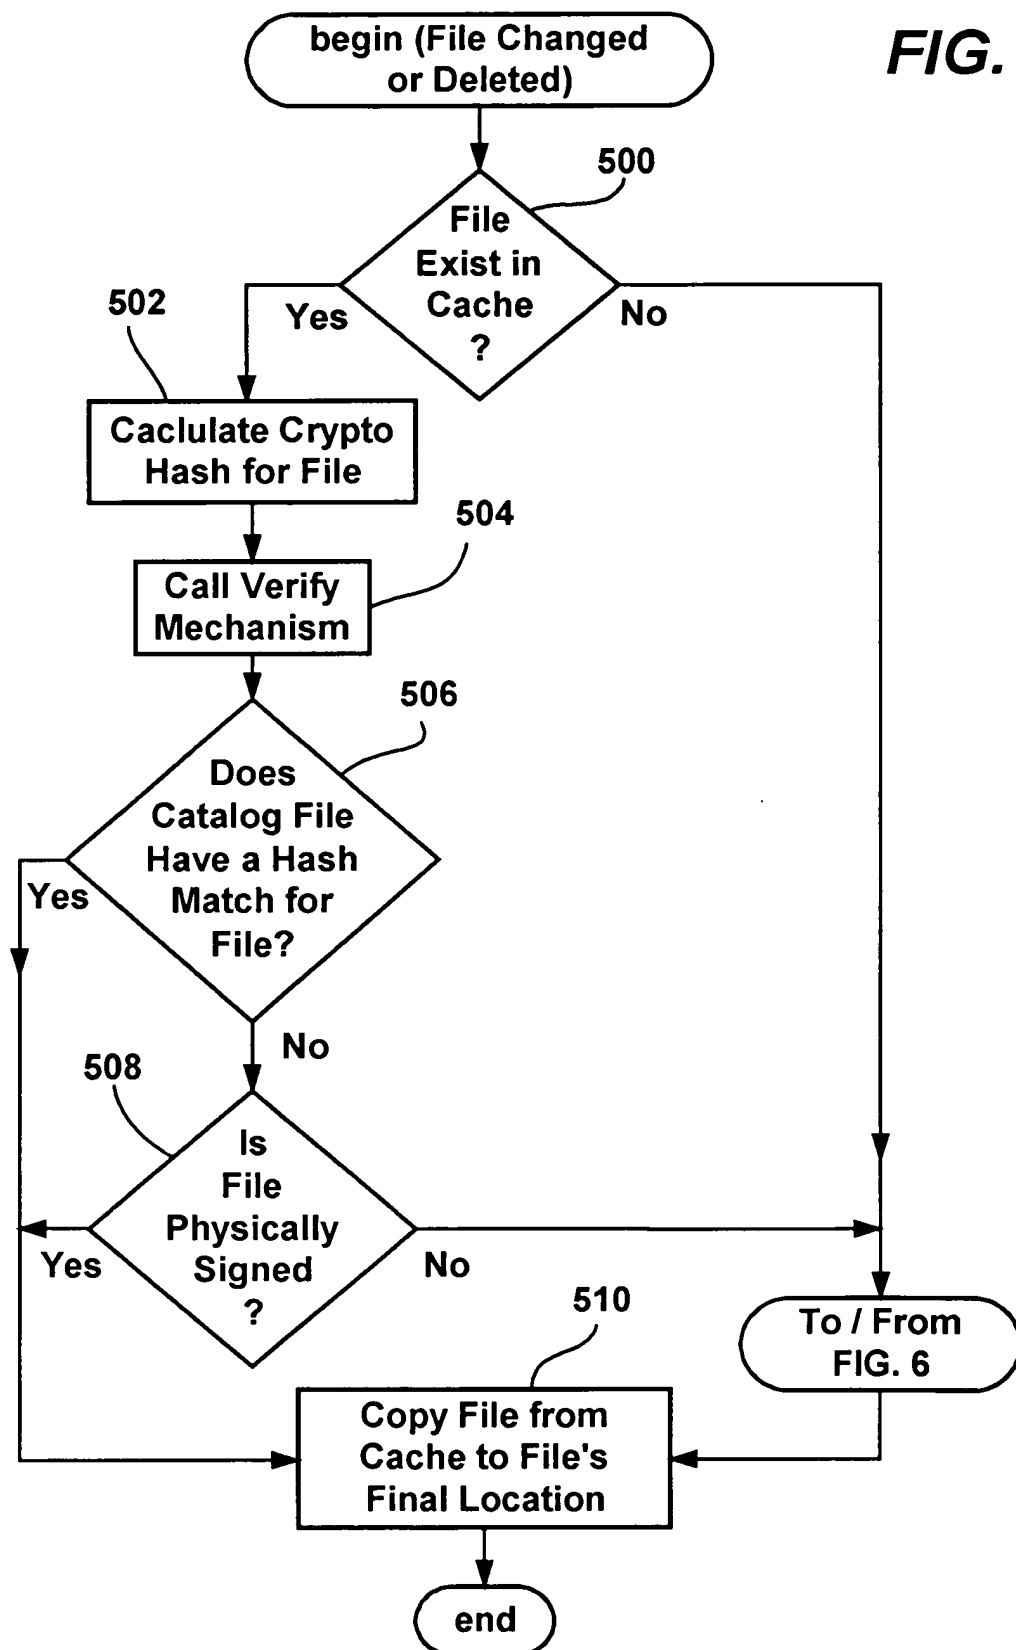 begin (File Changed
or Deleted)
FIG.
500
File
Exist in
Cache
?
Yes
No
502
Caclulate Crypto
Hash for File
504
Call Verify
Mechanism
506
Does
Catalog File
Have a Hash
Match for
File?
Yes
No
508
Is
File
Physically
Signed
?
Yes
No
To / From
FIG. 6
510
Copy File from
Cache to File's
Final Location
end